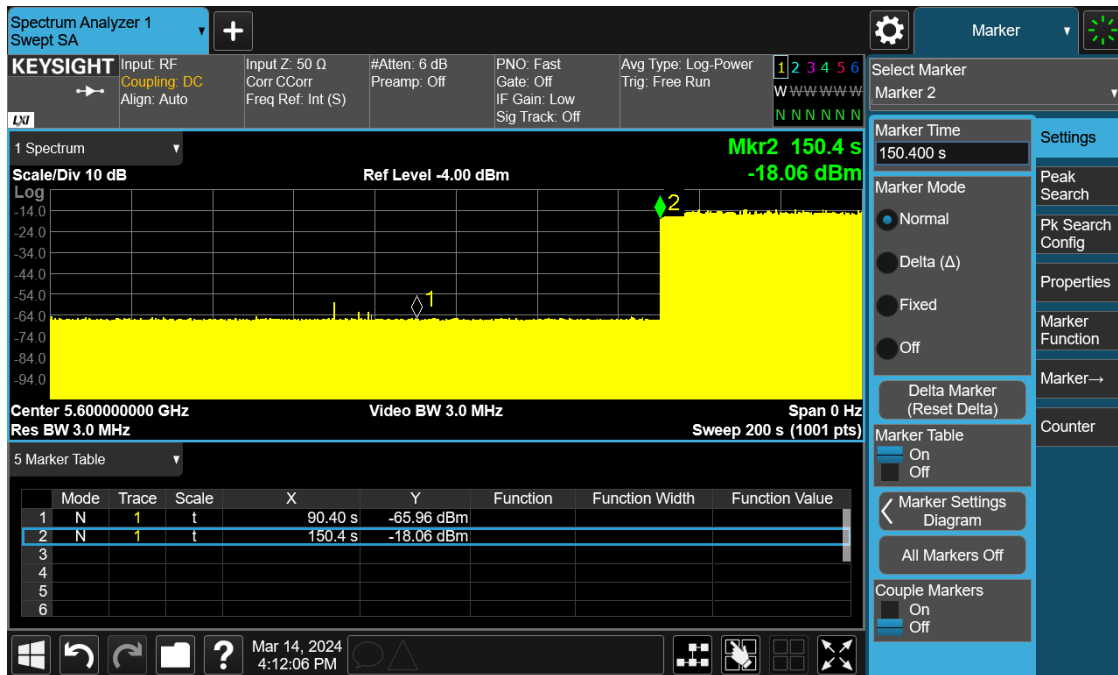 Spectrum Analyzer 1
Swept SA
+
Marker
KEYSIGHT
LXI
Input: RF
Coupling: DC
Align: Auto
Input Z: 50 Ω
Corr CCorr
Freq Ref: Int (S)
#Atten: 6 dB
Preamp: Off
PNO: Fast
Gate: Off
IF Gain: Low
Sig Track: Off
Avg Type: Log-Power
Trig: Free Run
1 2 3 4 5 6
W W W W W W
N N N N N N
Select Marker
Marker 2
1 Spectrum
Mkr2 150.4 s
Scale/Div 10 dB
Ref Level -4.00 dBm
-18.06 dBm
Log
-14.0
-24.0
-34.0
-44.0
-54.0
-64.0
-74.0
-84.0
-94.0
1
2
Center 5.600000000 GHz
Video BW 3.0 MHz
Span 0 Hz
Res BW 3.0 MHz
Sweep 200 s (1001 pts)
5 Marker Table
Mode Trace Scale X Y Function Function Width Function Value
1 N 1 t 90.40 s -65.96 dBm
2 N 1 t 150.4 s -18.06 dBm
3
4
5
6
Marker Time
150.400 s
Marker Mode
Normal
Delta (Δ)
Fixed
Off
Delta Marker
(Reset Delta)
Marker Table
On
Off
Marker Settings
Diagram
All Markers Off
Couple Markers
On
Off
Settings
Peak
Search
Pk Search
Config
Properties
Marker
Function
Marker→
Counter
?
Mar 14, 2024
4:12:06 PM